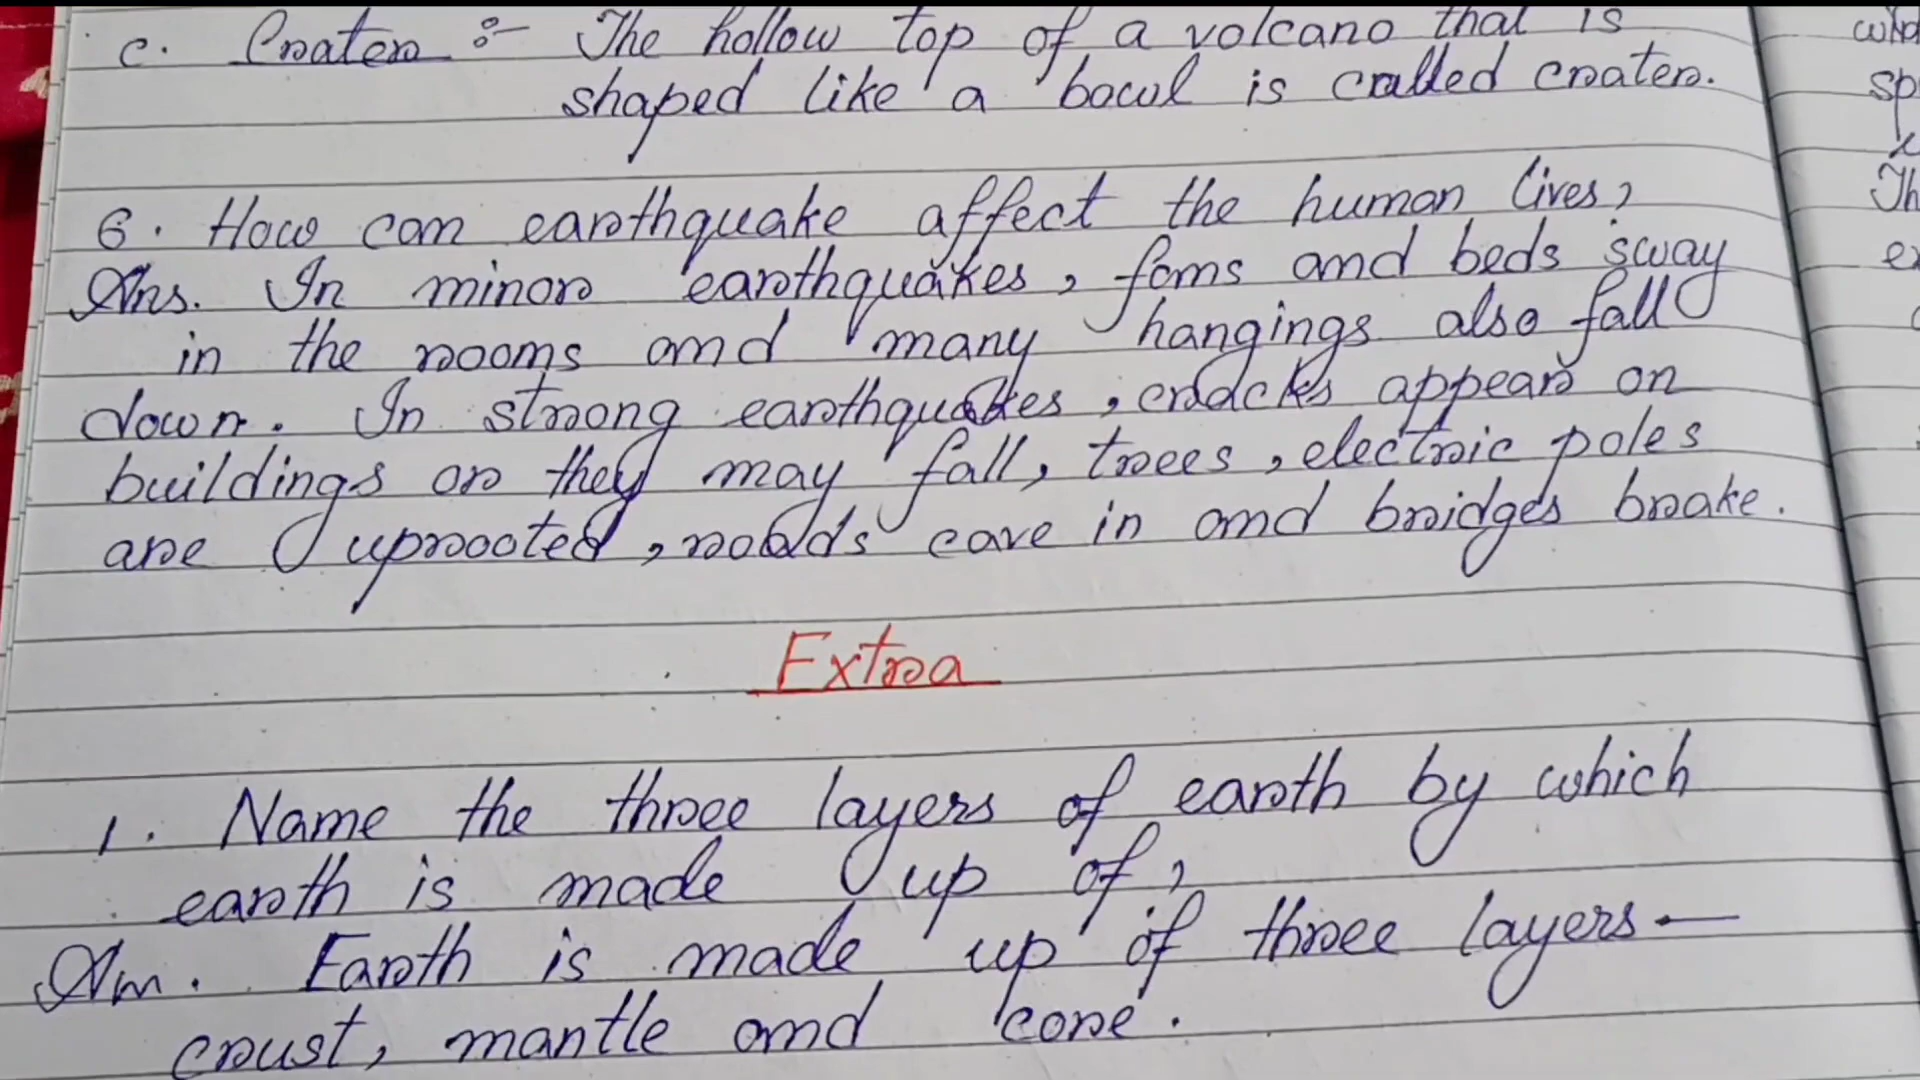 c. Crater :- The hollow top of a volcano that is
shaped like a bowl is called crater.
6. How can earthquake affect the human lives?
Ans. In minor earthquakes, fans and beds sway
in the rooms and many hangings also fall
down. In strong earthquakes, cracks appear on
buildings or they may fall, trees, electric poles
are uprooted, roads cave in and bridges brake.
Extra
1. Name the three layers of earth by which
earth is made up of?
Ans. Earth is made up of three layers —
crust, mantle and core.
sp
Th